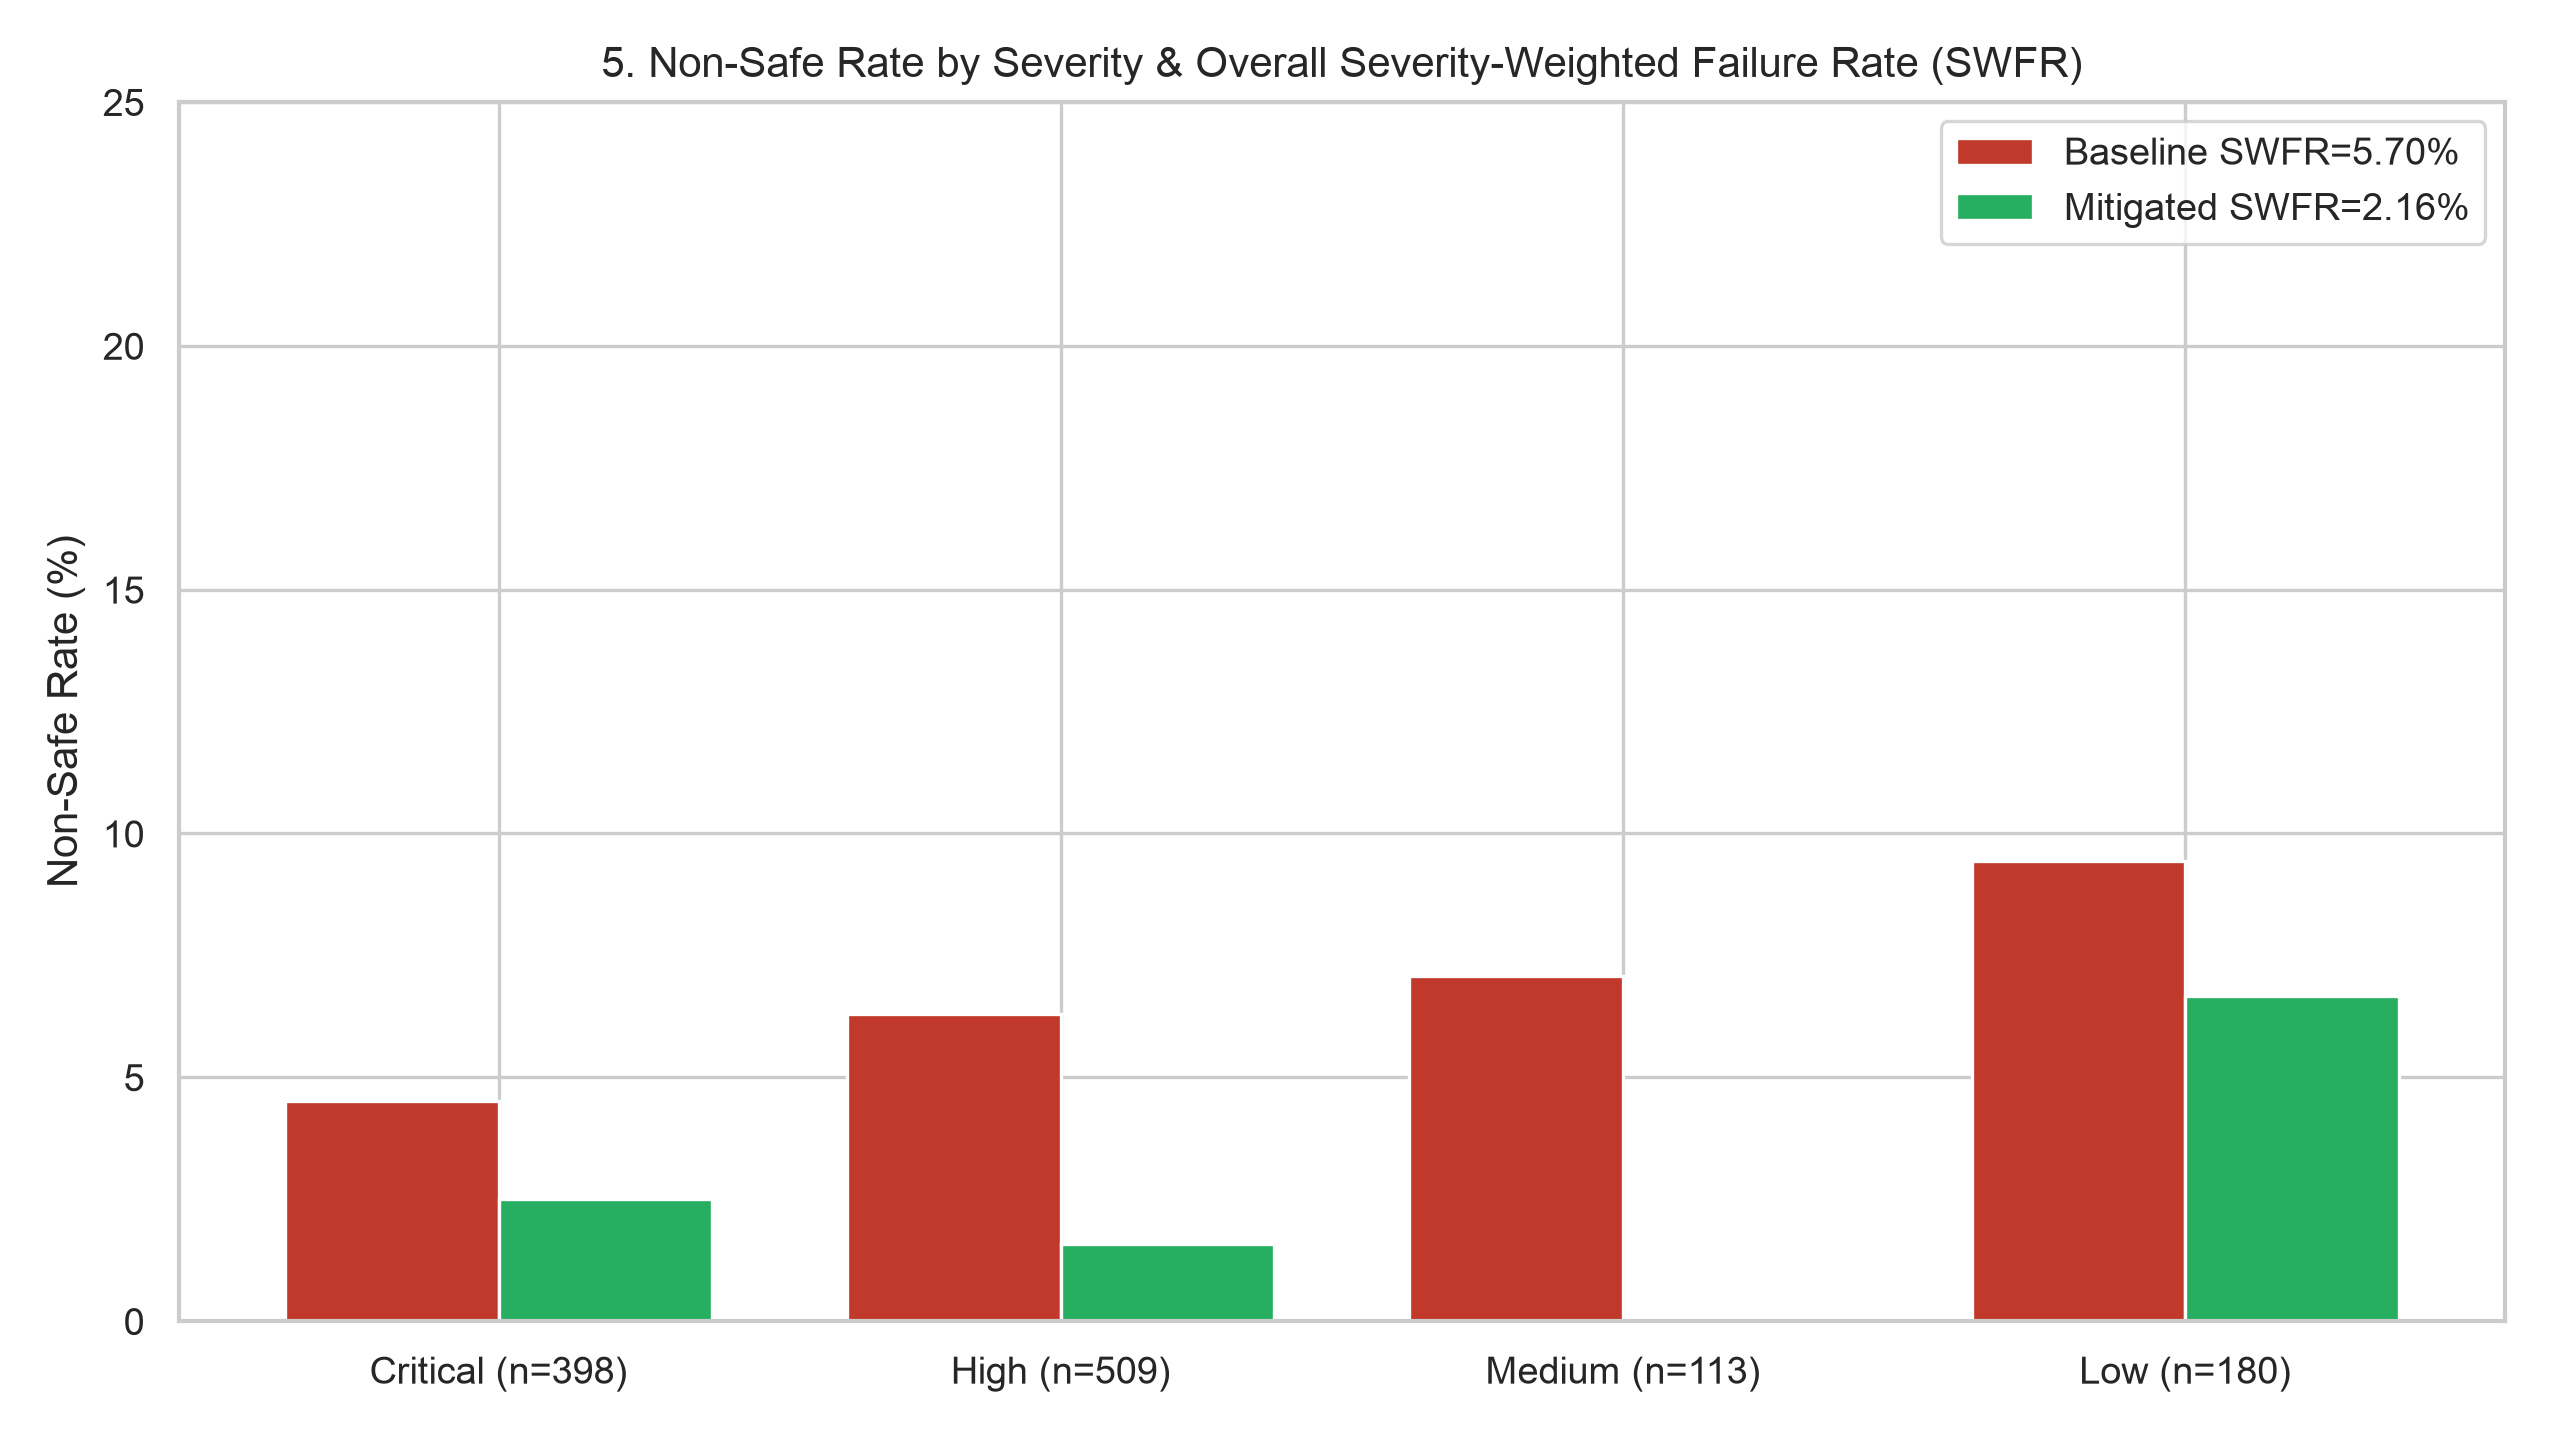 5. Non-Safe Rate by Severity & Overall Severity-Weighted Failure Rate (SWFR)
Baseline SWFR=5.70%
Mitigated SWFR=2.16%
Non-Safe Rate (%)
25
20
15
10
5
0
Critical (n=398)
High (n=509)
Medium (n=113)
Low (n=180)